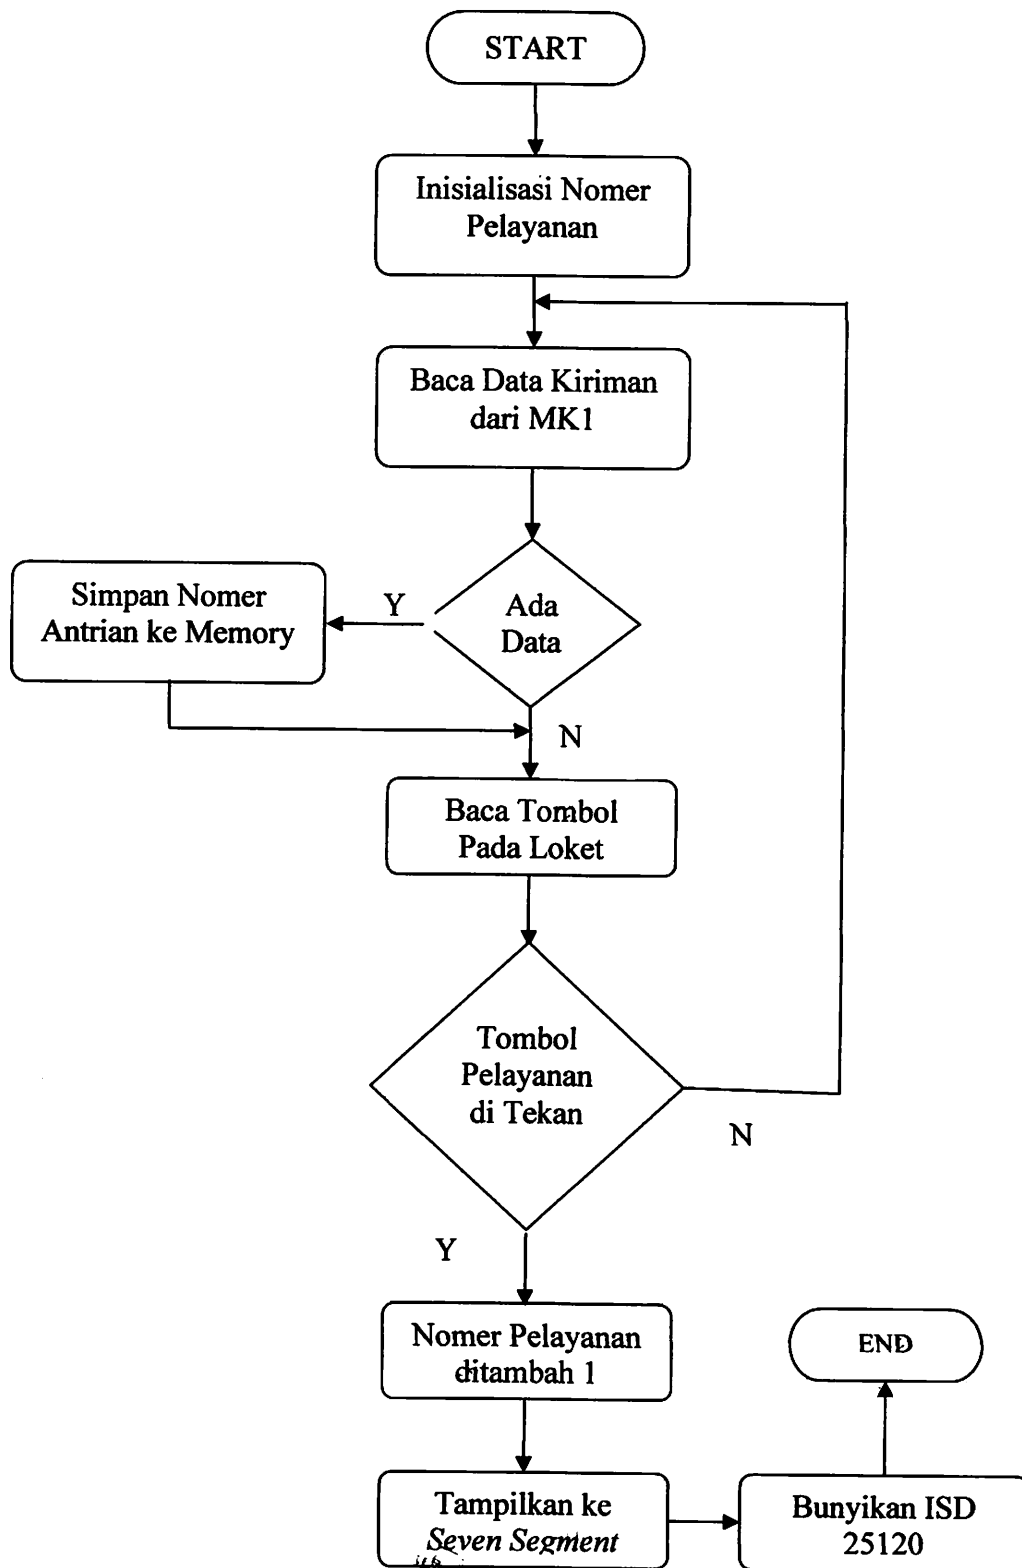 START
Inisialisasi Nomer
Pelayanan
Baca Data Kiriman
dari MK1
Ada
Data
Y
Simpan Nomer
Antrian ke Memory
N
Baca Tombol
Pada Loket
Tombol
Pelayanan
di Tekan
N
Y
Nomer Pelayanan
ditambah 1
Tampilkan ke
Seven Segment
Bunyikan ISD
25120
END